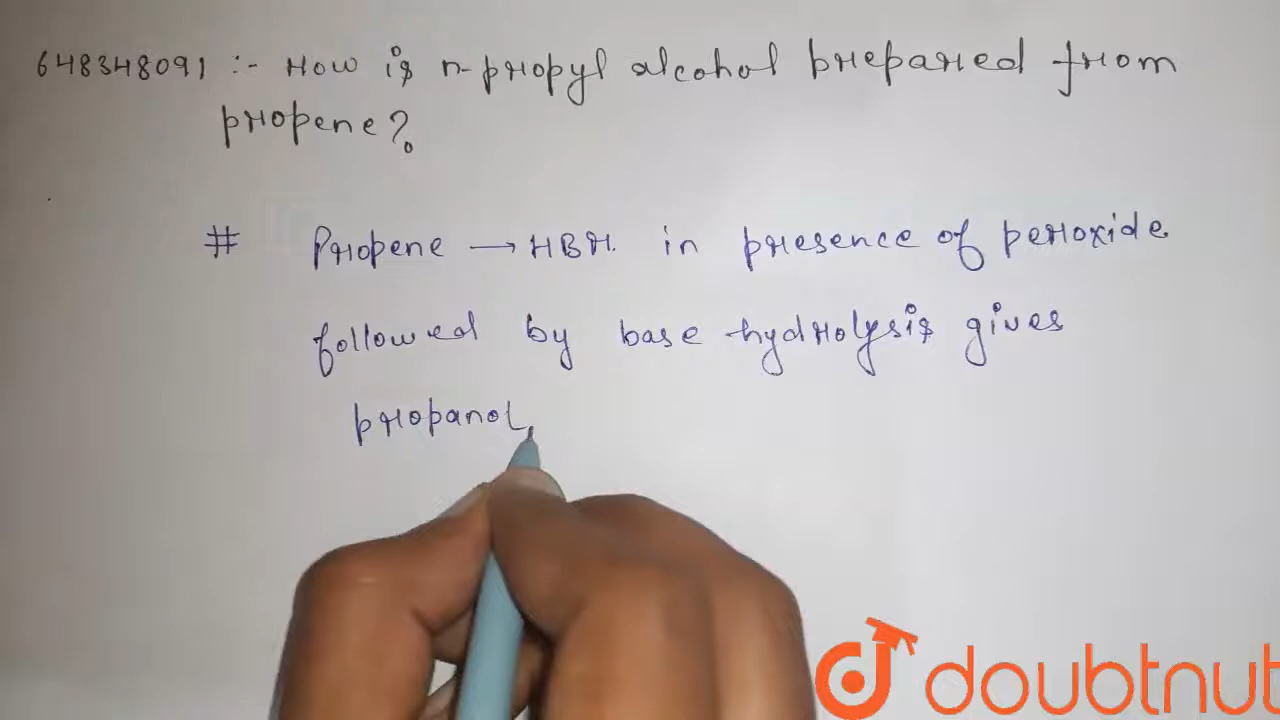 648348091 :- How is n-propyl alcohol prepared from
propene?
# Propene → HBr. in presence of peroxide
followed by base hydrolysis gives
propanol
doubtnut